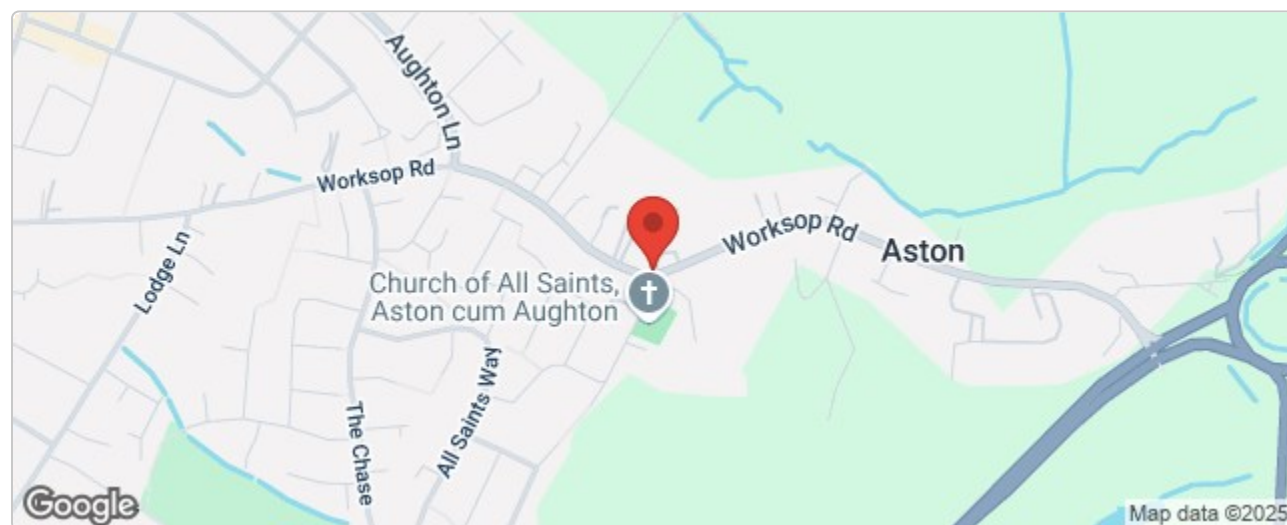 Aughton Ln
Worksop Rd
Worksop Rd
Aston
Lodge Ln
Church of All Saints,
Aston cum Aughton
All Saints Way
The Chase
Google
Map data ©2025